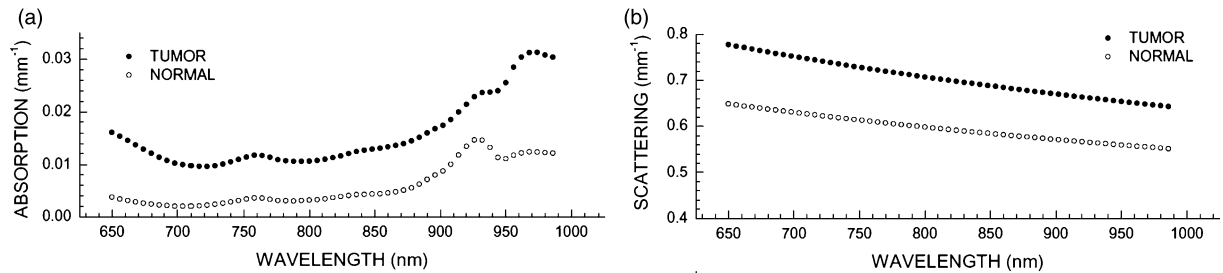 (a)
TUMOR
NORMAL
0.03
0.02
0.01
0.00
ABSORPTION (mm⁻¹)
650 700 750 800 850 900 950 1000
WAVELENGTH (nm)
(b)
TUMOR
NORMAL
0.8
0.7
0.6
0.5
0.4
SCATTERING (mm⁻¹)
650 700 750 800 850 900 950 1000
WAVELENGTH (nm)